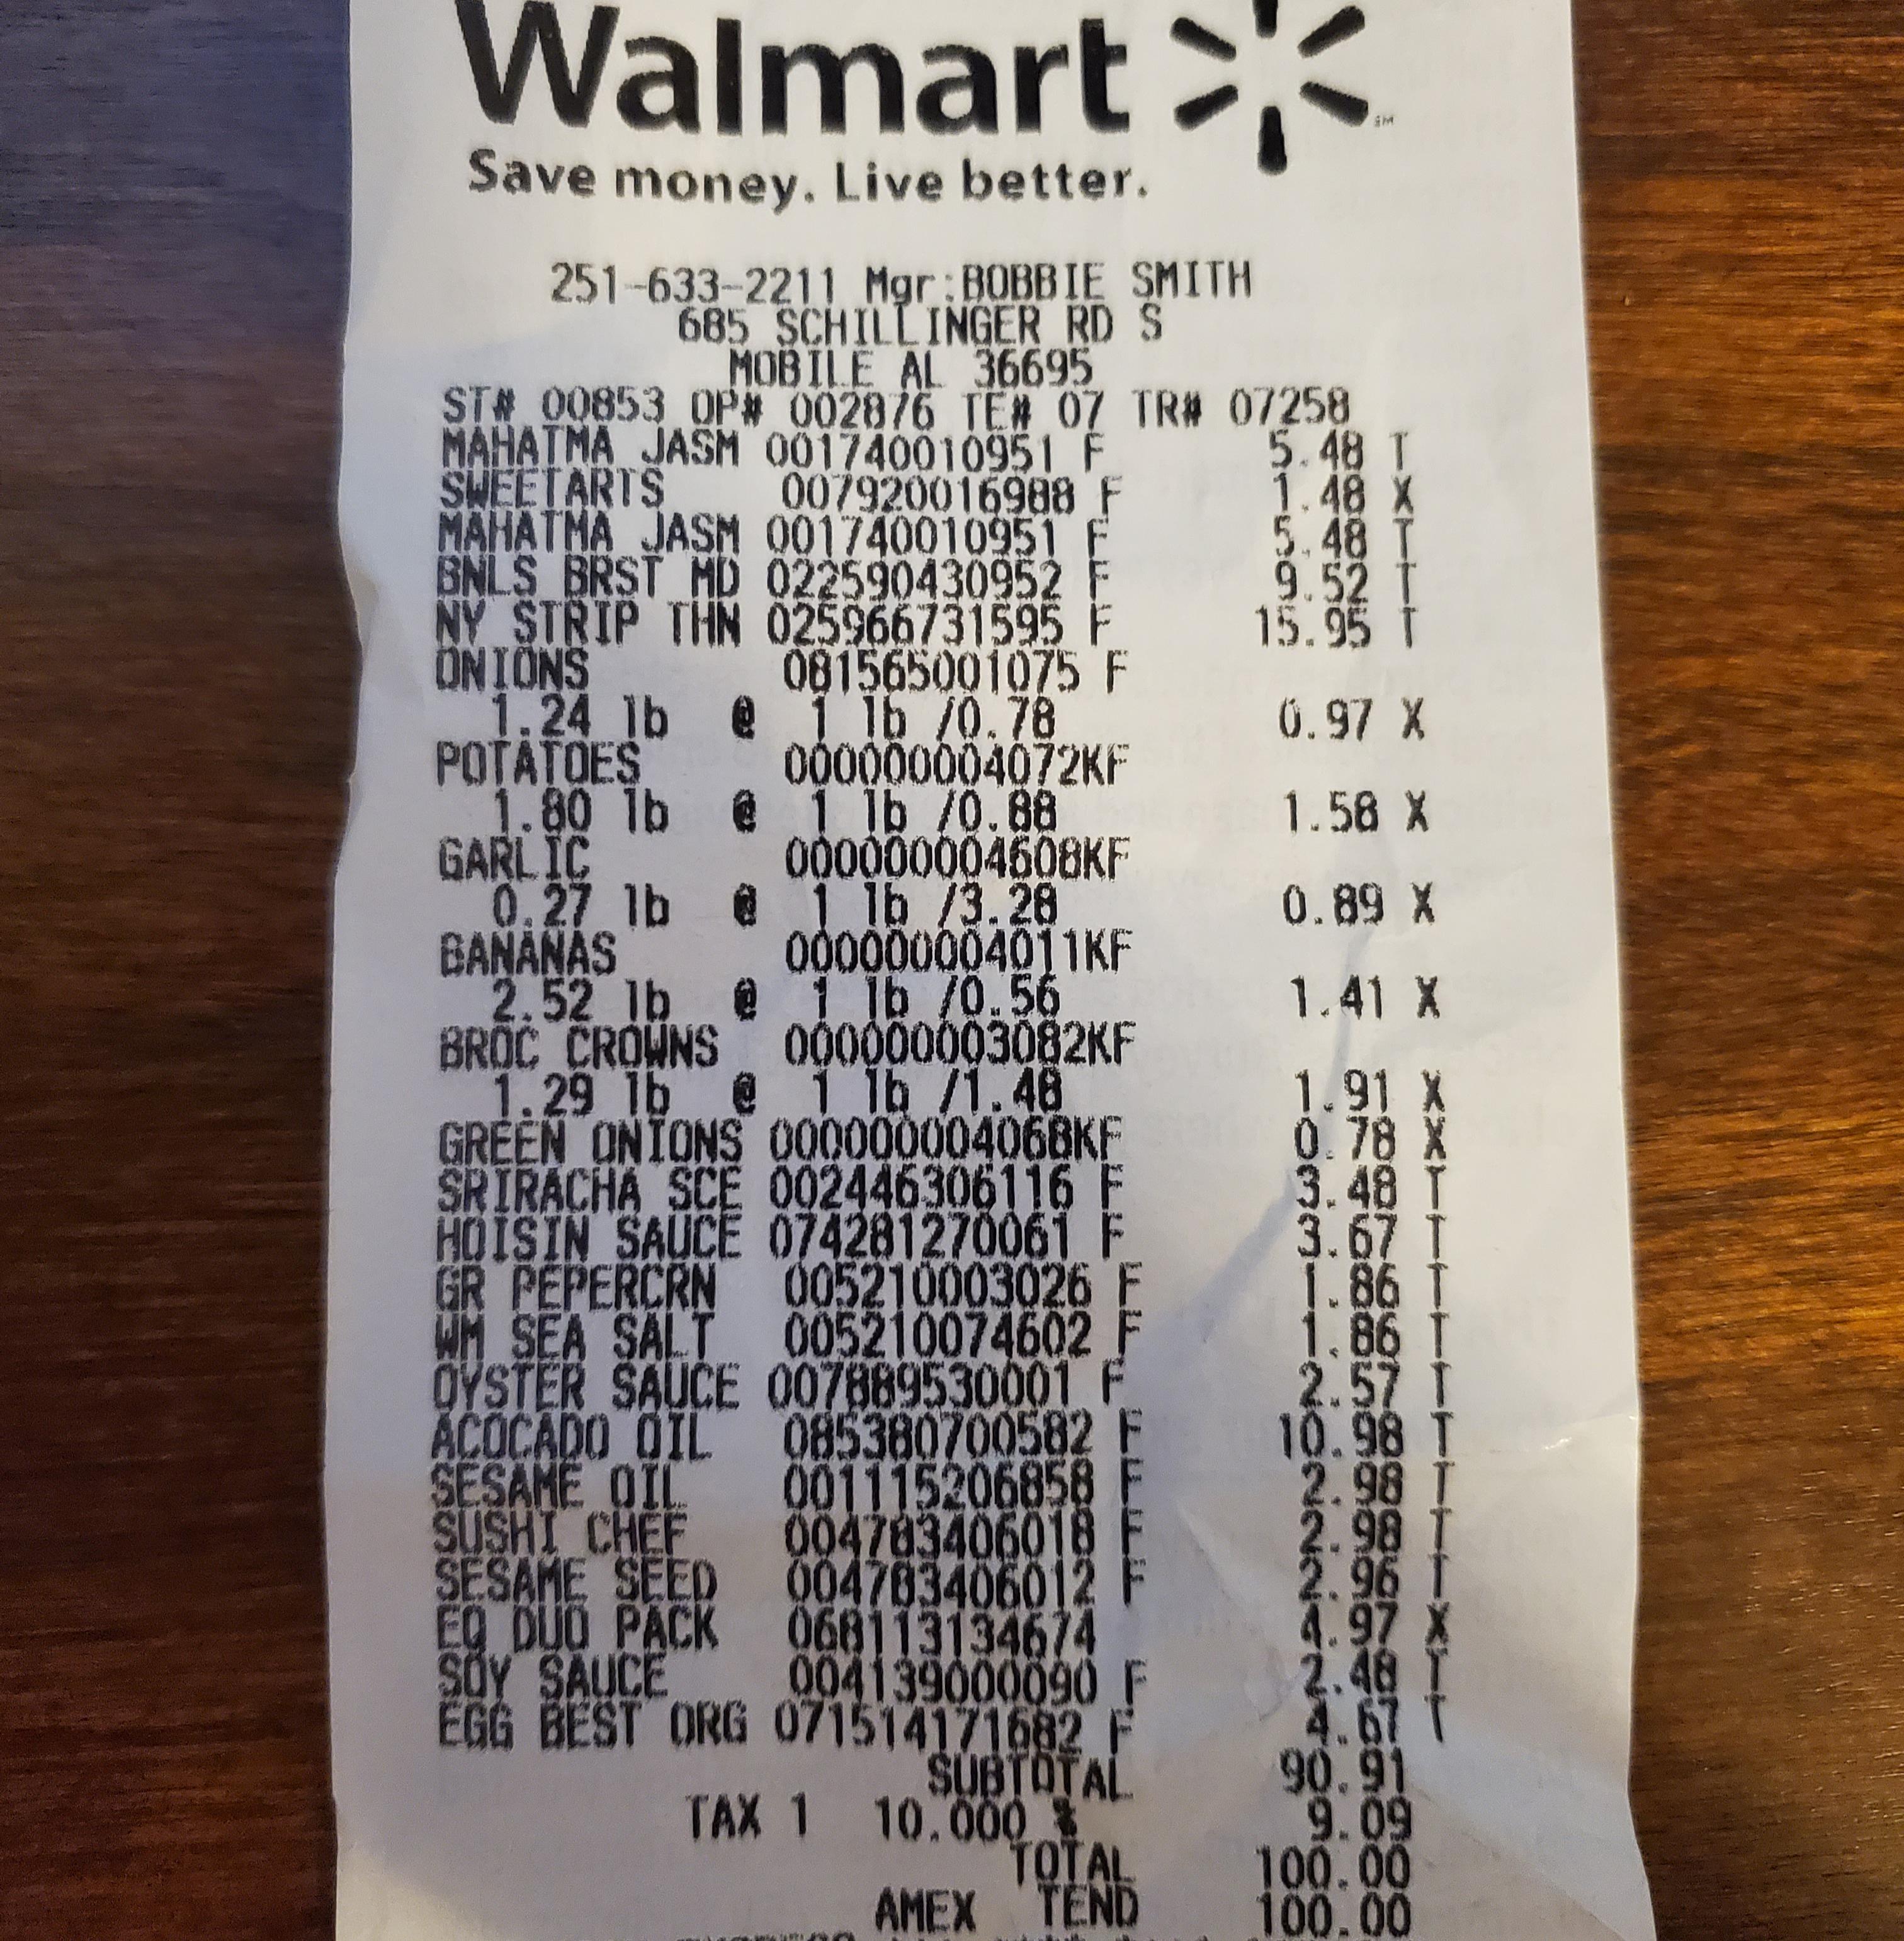 Walmart
Save money. Live better.
251-633-2211 Mgr:BOBBIE SMITH
685 SCHILLINGER RD S
MOBILE AL 36695
ST# 00853 OP# 002876 TE# 07 TR# 07258
MAHATMA JASM 001740010951 F 5.48 T
SWEETARTS 007920016988 F 1.48 X
MAHATMA JASM 001740010951 F 5.48 T
BNLS BRST MD 022590430952 F 9.52 T
NY STRIP THN 025966731595 F 15.95 T
ONIONS 081565001075 F
1.24 lb @ 1 lb /0.78 0.97 X
POTATOES 000000004072KF
1.80 lb @ 1 lb /0.88 1.58 X
GARLIC 000000004608KF
0.27 lb @ 1 lb /3.28 0.89 X
BANANAS 000000004011KF
2.52 lb @ 1 lb /0.56 1.41 X
BROC CROWNS 000000003082KF
1.29 lb @ 1 lb /1.48 1.91 X
GREEN ONIONS 000000004068KF 0.78 X
SRIRACHA SCE 002446306116 F 3.48 T
HOISIN SAUCE 074281270061 F 3.67 T
GR PEPERCRN 005210003026 F 1.86 T
WM SEA SALT 005210074602 F 1.86 T
OYSTER SAUCE 007889530001 F 2.57 T
ACOCADO OIL 085380700582 F 10.98 T
SESAME OIL 001115206858 F 2.98 T
SUSHI CHEF 004783406018 F 2.98 T
SESAME SEED 004783406012 F 2.96 T
EQ DUO PACK 068113134674 4.97 X
SOY SAUCE 004139000090 F 2.48 T
EGG BEST ORG 071514171682 F 4.67 T
SUBTOTAL 90.91
TAX 1 10.000 % 9.09
TOTAL 100.00
AMEX TEND 100.00